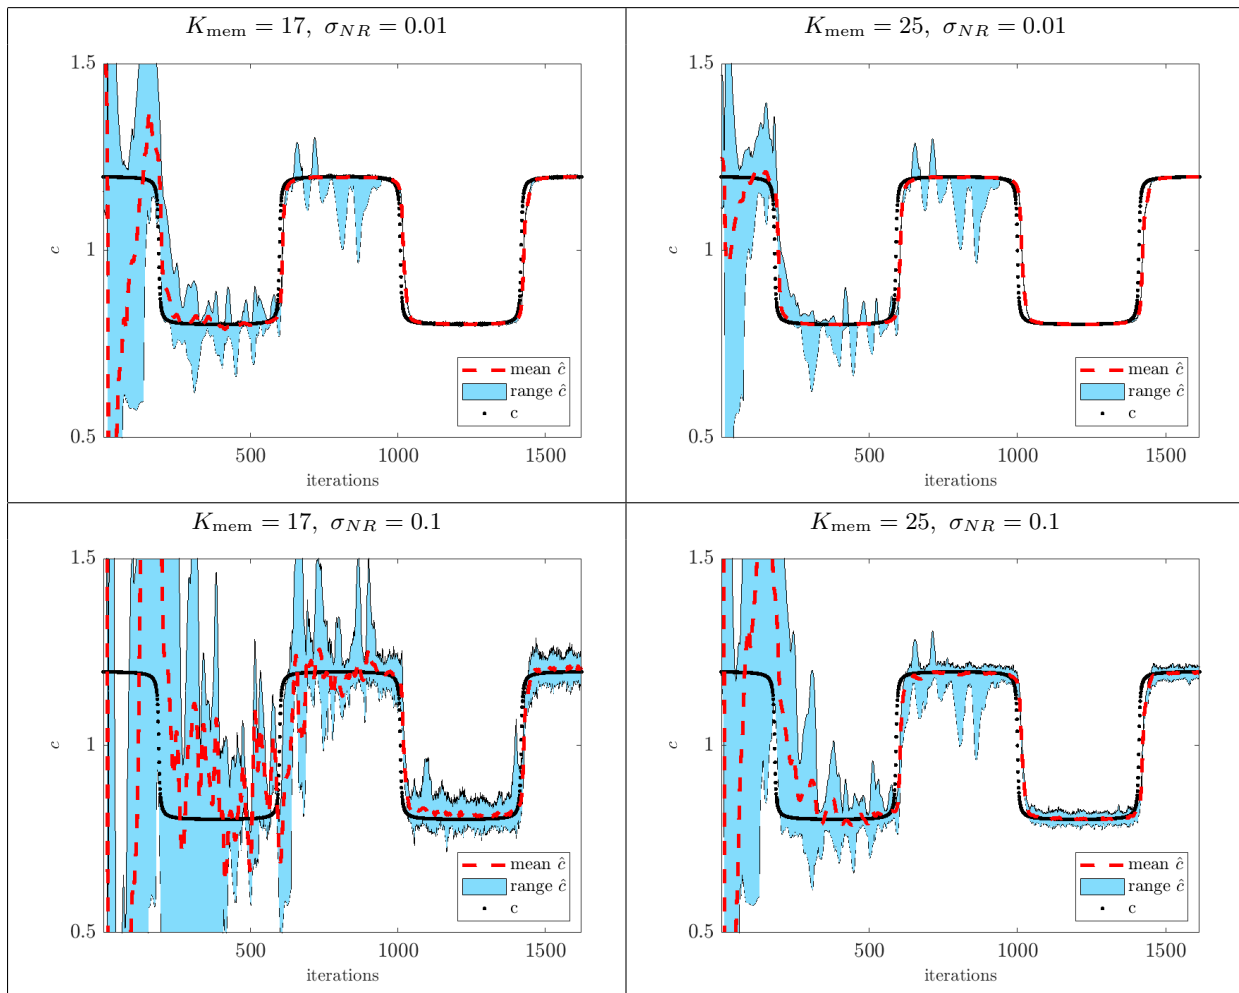 K_mem = 17, σ_NR = 0.01
1.5
1
0.5
c
500
1000
1500
iterations
mean ĉ
range ĉ
c
K_mem = 25, σ_NR = 0.01
1.5
1
0.5
c
500
1000
1500
iterations
mean ĉ
range ĉ
c
K_mem = 17, σ_NR = 0.1
1.5
1
0.5
c
500
1000
1500
iterations
mean ĉ
range ĉ
c
K_mem = 25, σ_NR = 0.1
1.5
1
0.5
c
500
1000
1500
iterations
mean ĉ
range ĉ
c